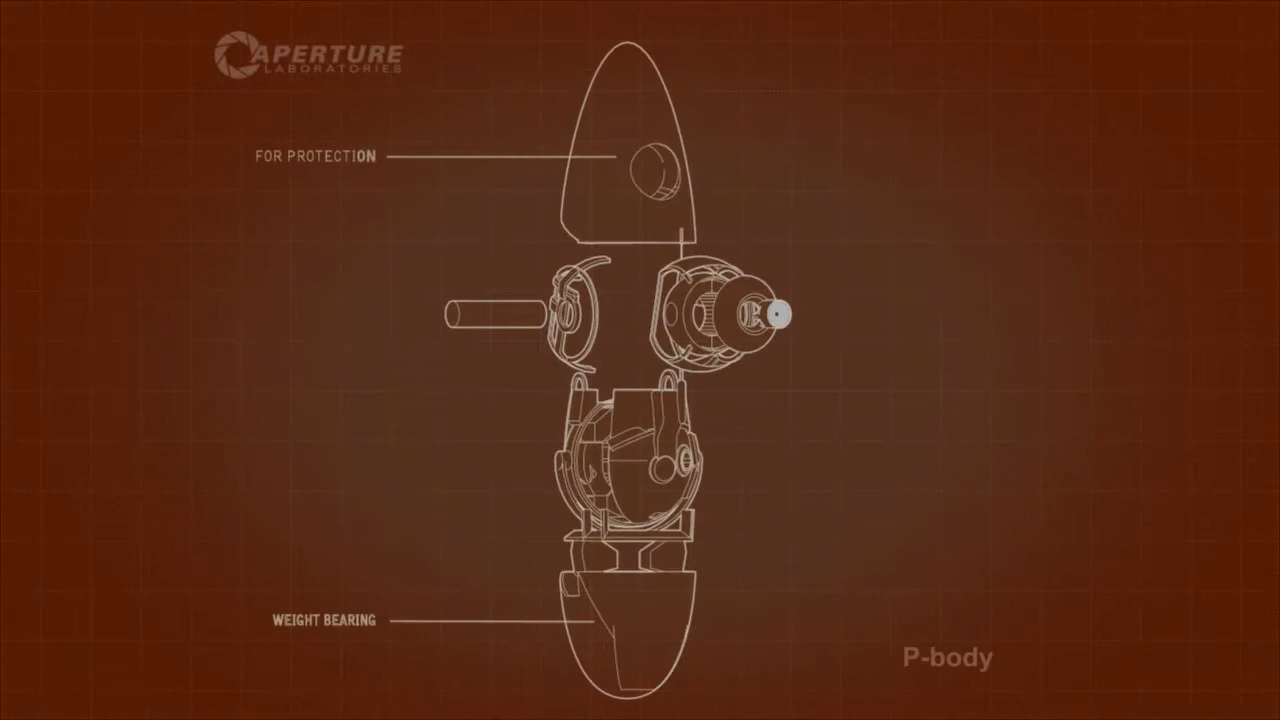 APERTURE
LABORATORIES
FOR PROTECTION
WEIGHT BEARING
P-body